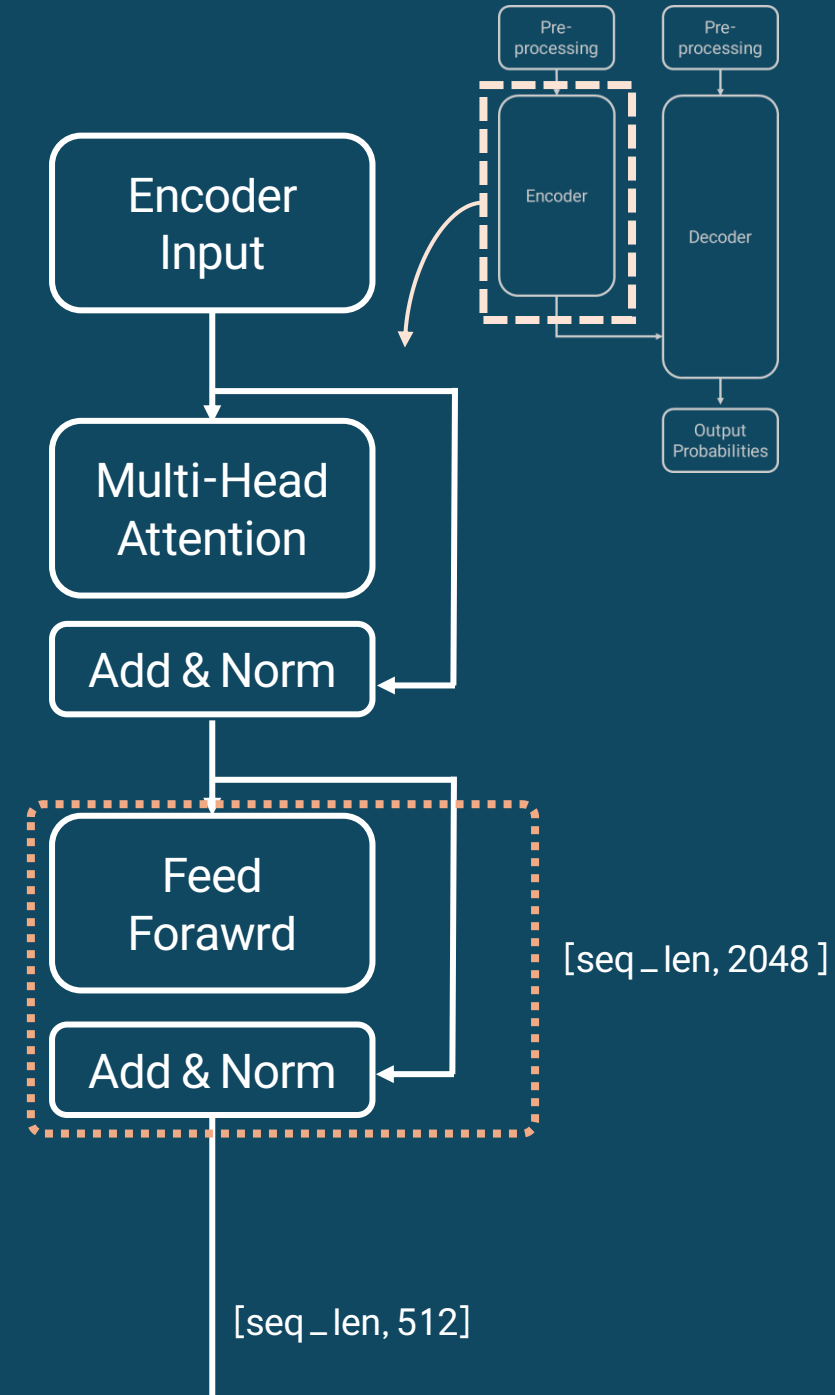 Pre-
processing
Pre-
processing
Encoder
Decoder
Output
Probabilities
Encoder
Input
Multi-Head
Attention
Add & Norm
Feed
Forawrd
Add & Norm
[seq_len, 2048 ]
[seq_len, 512]